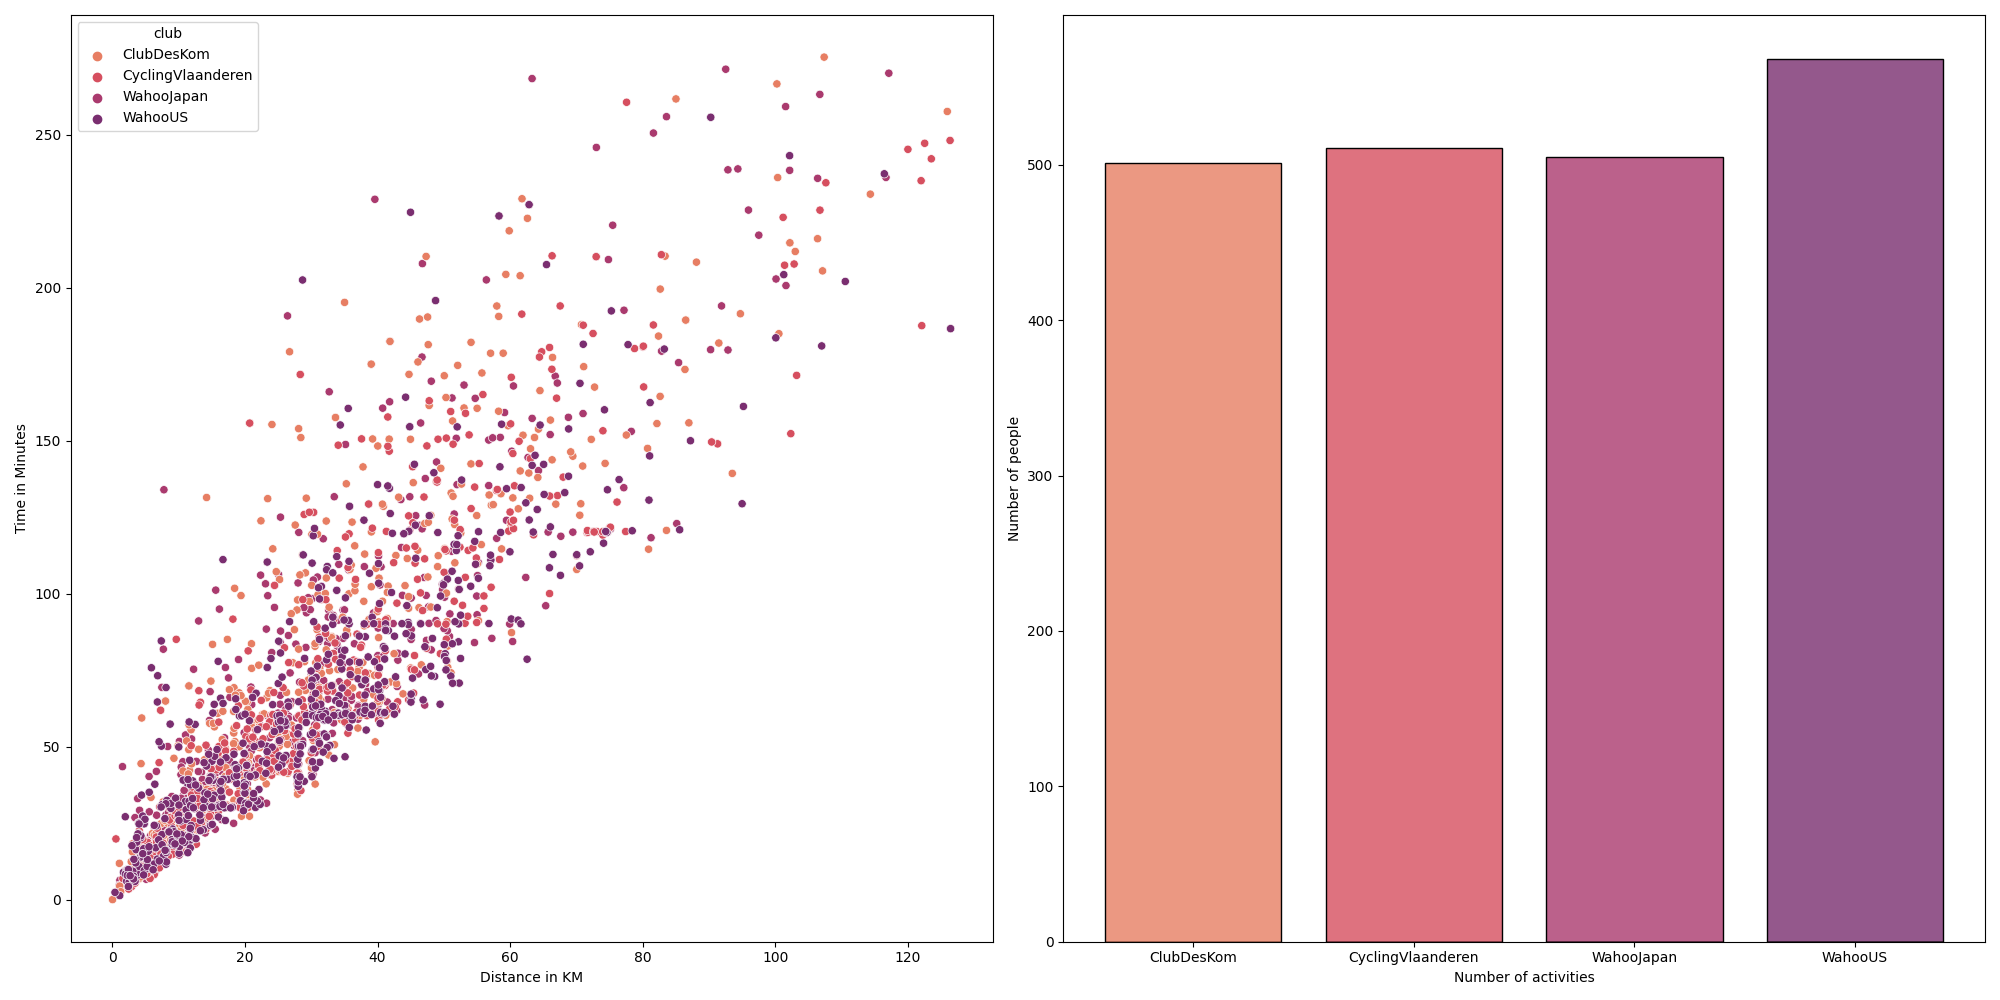 club
ClubDesKom
CyclingVlaanderen
WahooJapan
WahooUS
Time in Minutes
250
200
150
100
50
0
0 20 40 60 80 100 120
Distance in KM
Number of people
500
400
300
200
100
0
ClubDesKom CyclingVlaanderen WahooJapan WahooUS
Number of activities